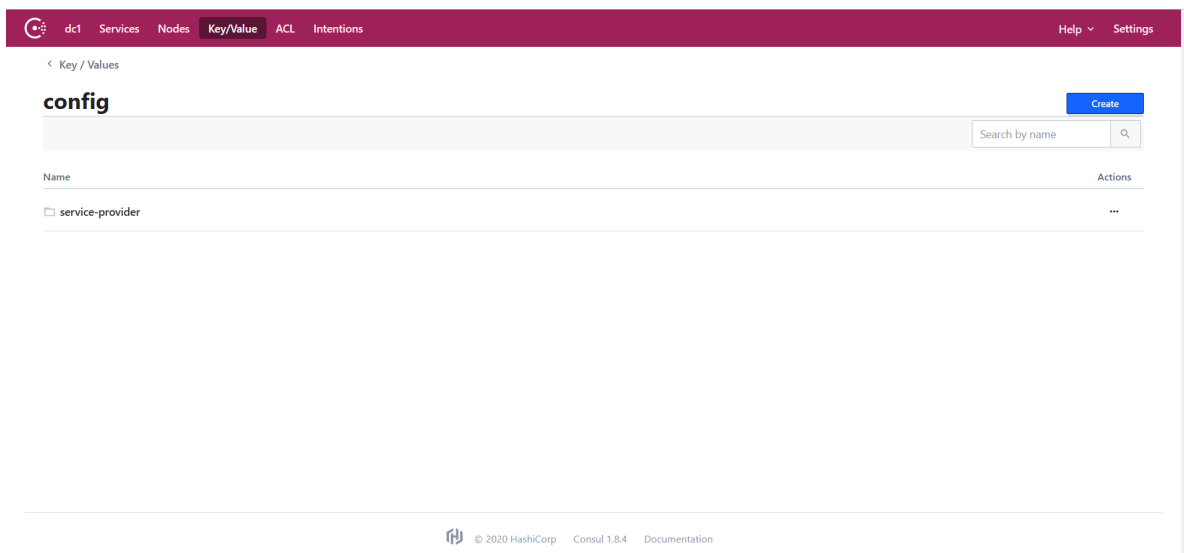 dc1 Services Nodes Key/Value ACL Intentions Help Settings
< Key / Values
config
Create
Search by name
Name Actions
service-provider
© 2020 HashiCorp Consul 1.8.4 Documentation